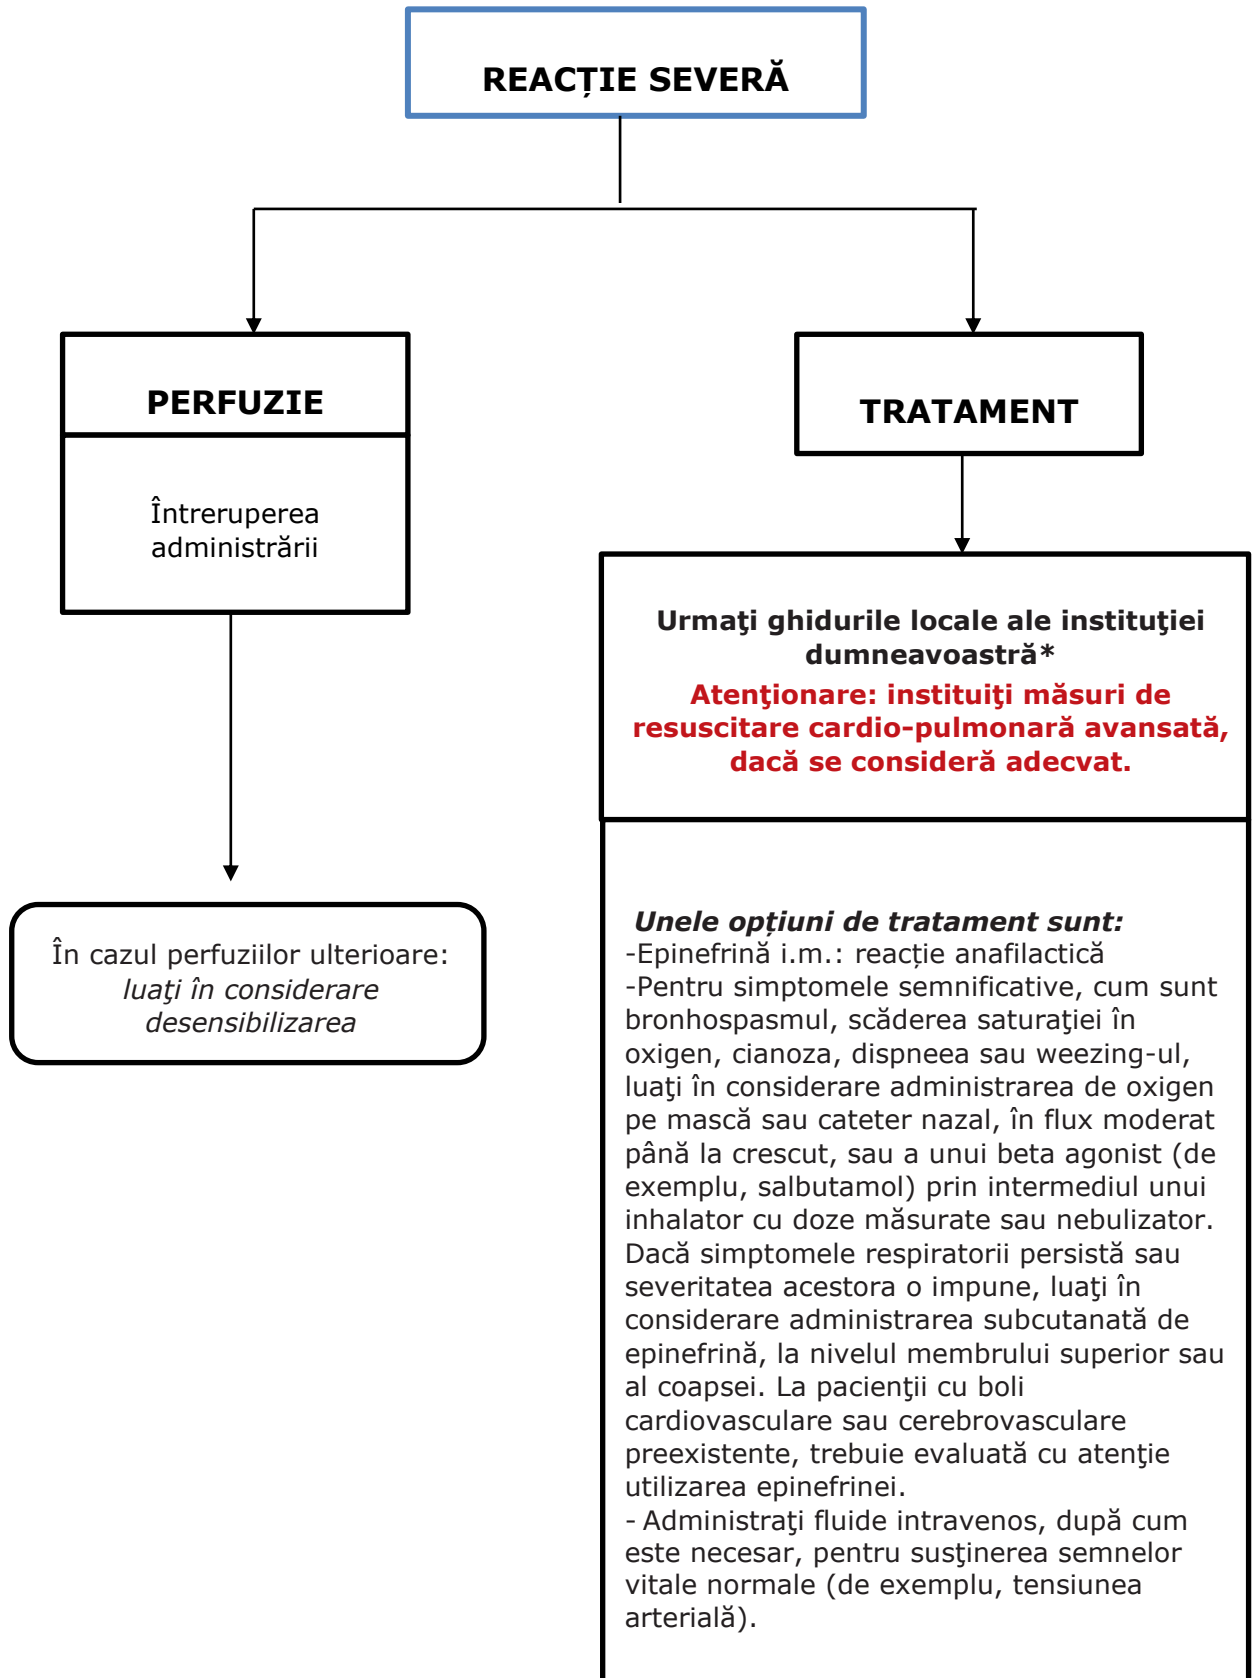 REACȚIE SEVERĂ
PERFUZIE
Întreruperea
administrării
În cazul perfuziilor ulterioare:
luaţi în considerare
desensibilizarea
TRATAMENT
Urmaţi ghidurile locale ale instituţiei
dumneavoastră*
Atenţionare: instituiţi măsuri de
resuscitare cardio-pulmonară avansată,
dacă se consideră adecvat.
Unele opțiuni de tratament sunt:
-Epinefrină i.m.: reacție anafilactică
-Pentru simptomele semnificative, cum sunt
bronhospasmul, scăderea saturaţiei în
oxigen, cianoza, dispneea sau weezing-ul,
luaţi în considerare administrarea de oxigen
pe mască sau cateter nazal, în flux moderat
până la crescut, sau a unui beta agonist (de
exemplu, salbutamol) prin intermediul unui
inhalator cu doze măsurate sau nebulizator.
Dacă simptomele respiratorii persistă sau
severitatea acestora o impune, luaţi în
considerare administrarea subcutanată de
epinefrină, la nivelul membrului superior sau
al coapsei. La pacienţii cu boli
cardiovasculare sau cerebrovasculare
preexistente, trebuie evaluată cu atenţie
utilizarea epinefrinei.
- Administraţi fluide intravenos, după cum
este necesar, pentru susţinerea semnelor
vitale normale (de exemplu, tensiunea
arterială).